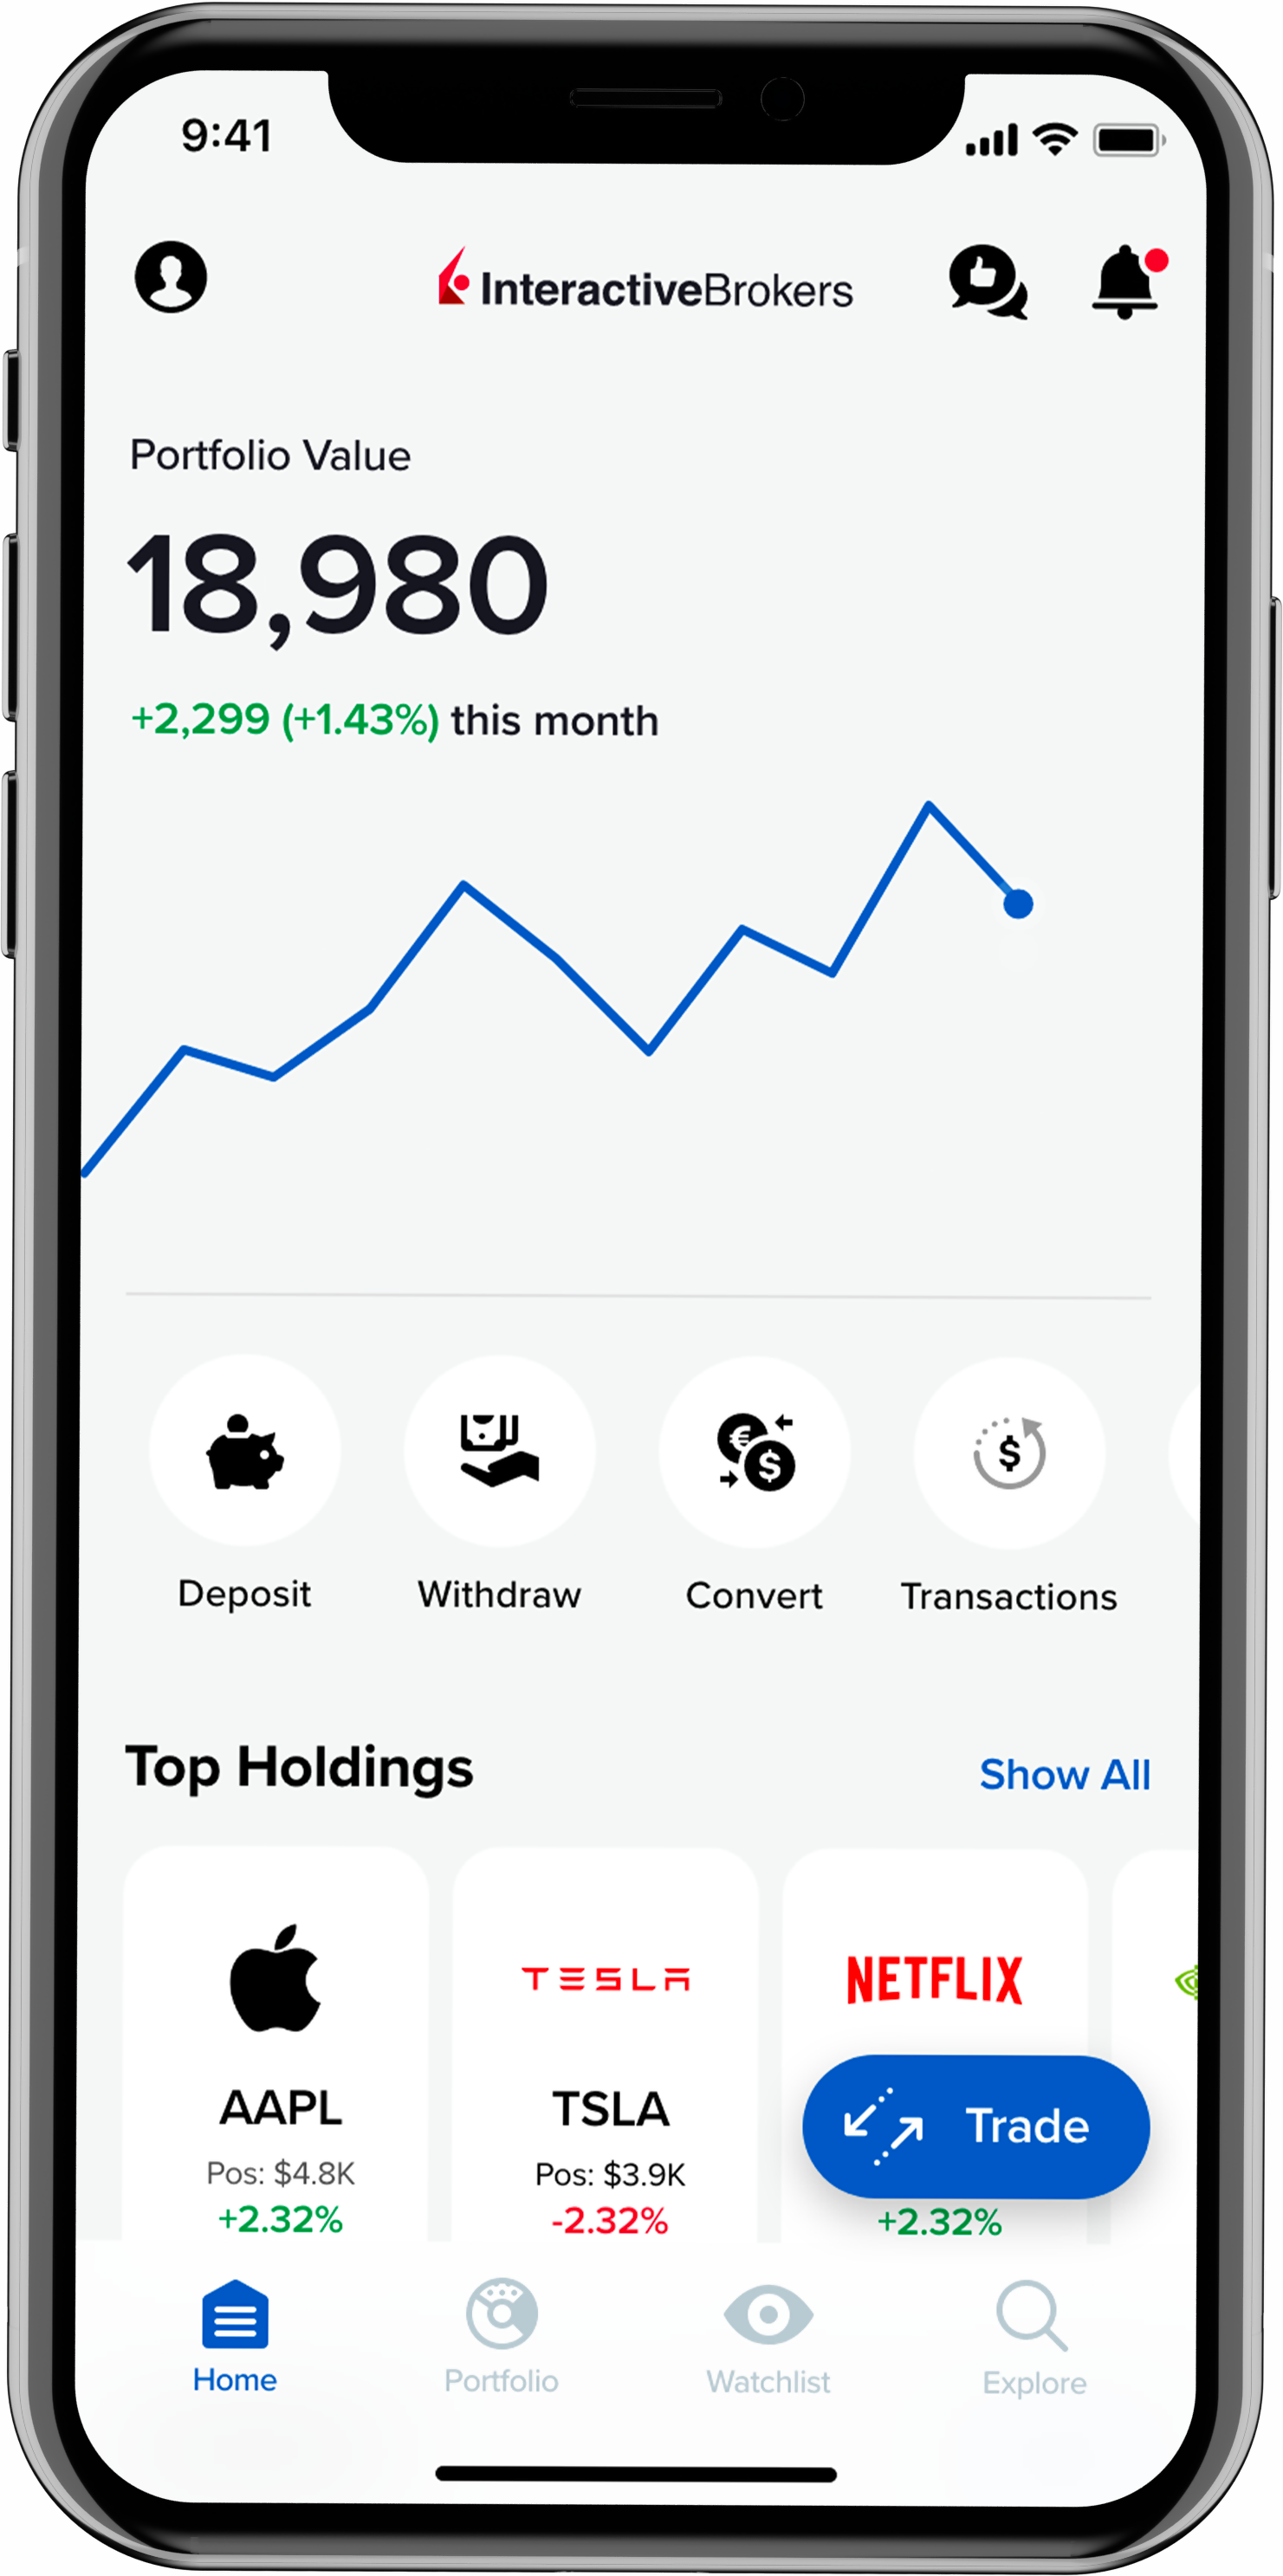 9:41
InteractiveBrokers
Portfolio Value
18,980
+2,299 (+1.43%) this month
€ $ $
Deposit Withdraw Convert Transactions
Top Holdings Show All
TESLA NETFLIX
AAPL TSLA Trade
Pos: $4.8K Pos: $3.9K
+2.32% -2.32% +2.32%
Home Portfolio Watchlist Explore